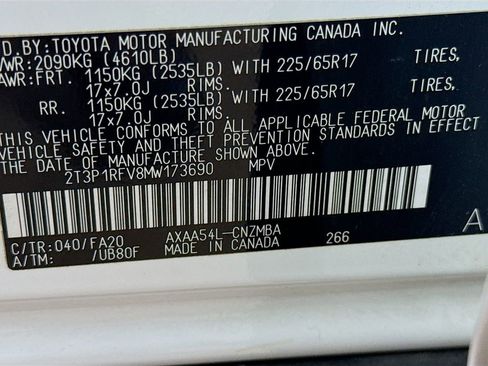 D.BY:TOYOTA MOTOR MANUFACTURING CANADA INC.
WR: 2090KG (4610LB)
AWR:FRT. 1150KG (2535LB) WITH 225/65R17 TIRES,
17x7.0J RIMS.
RR. 1150KG (2535LB) WITH 225/65R17 TIRES,
17x7.0J RIMS.
THIS VEHICLE CONFORMS TO ALL APPLICABLE FEDERAL MOTOR
VEHICLE SAFETY AND THEFT PREVENTION STANDARDS IN EFFECT
THE DATE OF MANUFACTURE SHOWN ABOVE.
2T3P1RFV8MW173690 MPV
C/TR:040/FA20 AXAA54L-CNZMBA 266 A
A/TM: /UB80F MADE IN CANADA